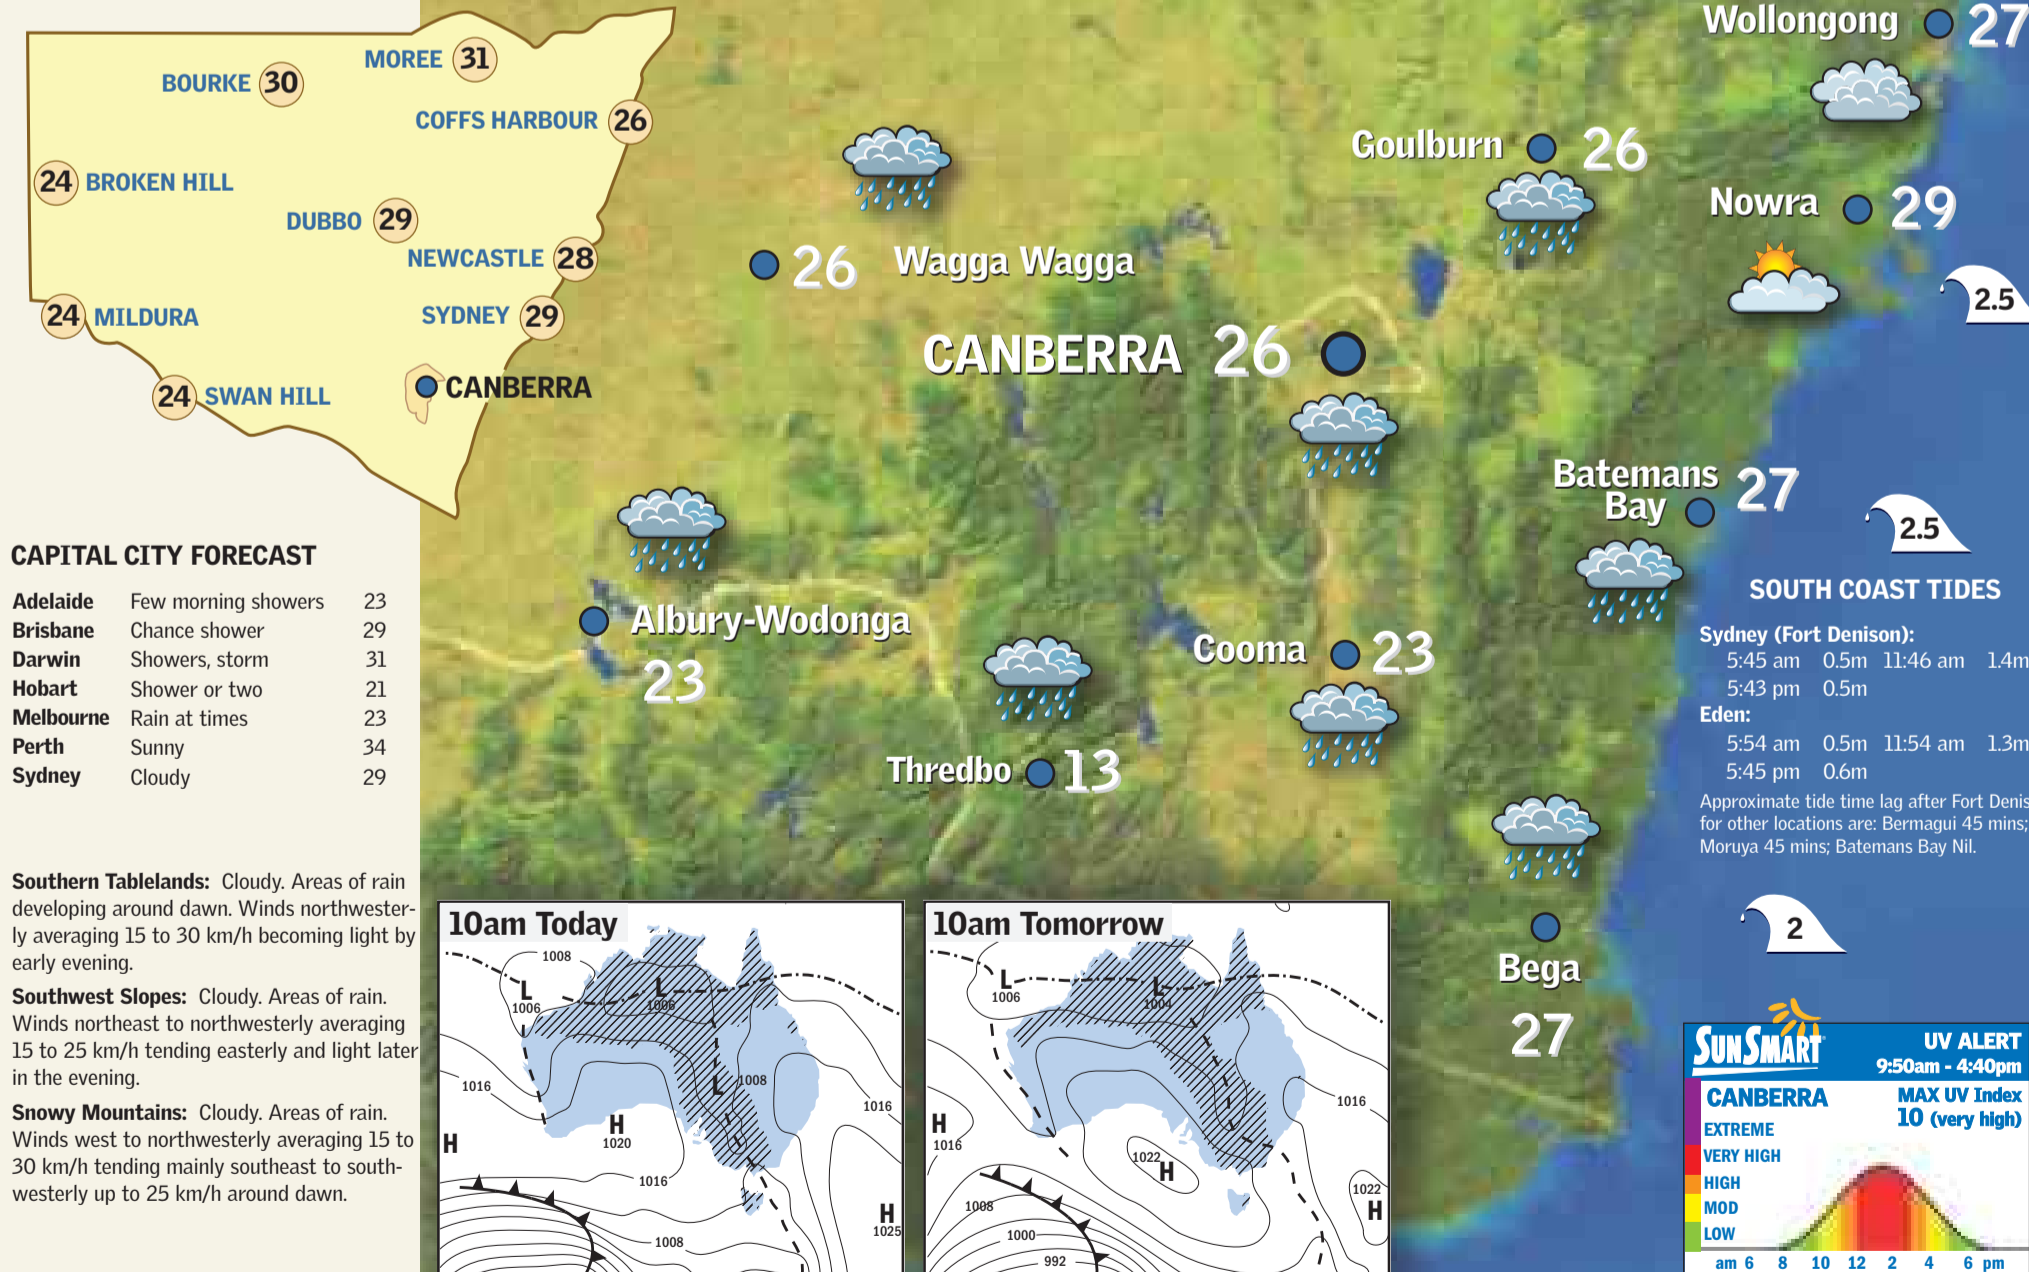 BOURKE 30
MOREE 31
COFFS HARBOUR 26
24 BROKEN HILL
DUBBO 29
NEWCASTLE 28
24 MILDURA
SYDNEY 29
24 SWAN HILL
CANBERRA
Wollongong 27
Goulburn 26
Nowra 29
2.5
26 Wagga Wagga
CANBERRA 26
Batemans
Bay 27
2.5
Albury-Wodonga
23
Cooma 23
Thredbo 13
Bega
27
2
CAPITAL CITY FORECAST
Adelaide Few morning showers 23
Brisbane Chance shower 29
Darwin Showers, storm 31
Hobart Shower or two 21
Melbourne Rain at times 23
Perth Sunny 34
Sydney Cloudy 29
Southern Tablelands: Cloudy. Areas of rain
developing around dawn. Winds northwester-
ly averaging 15 to 30 km/h becoming light by
early evening.
Southwest Slopes: Cloudy. Areas of rain.
Winds northeast to northwesterly averaging
15 to 25 km/h tending easterly and light later
in the evening.
Snowy Mountains: Cloudy. Areas of rain.
Winds west to northwesterly averaging 15 to
30 km/h tending mainly southeast to south-
westerly up to 25 km/h around dawn.
SOUTH COAST TIDES
Sydney (Fort Denison):
5:45 am 0.5m 11:46 am 1.4m
5:43 pm 0.5m
Eden:
5:54 am 0.5m 11:54 am 1.3m
5:45 pm 0.6m
Approximate tide time lag after Fort Denis
for other locations are: Bermagui 45 mins;
Moruya 45 mins; Batemans Bay Nil.
10am Today
1008
L
1006
L
1006
1016
L
1008
1016
H
H
1020
1016
H
1025
1008
10am Tomorrow
L
1006
L
1004
1016
H
1016
1022
H
1022
H
1008
1000
992
SUNSMART
UV ALERT
9:50am - 4:40pm
CANBERRA
MAX UV Index
10 (very high)
EXTREME
VERY HIGH
HIGH
MOD
LOW
am 6 8 10 12 2 4 6 pm